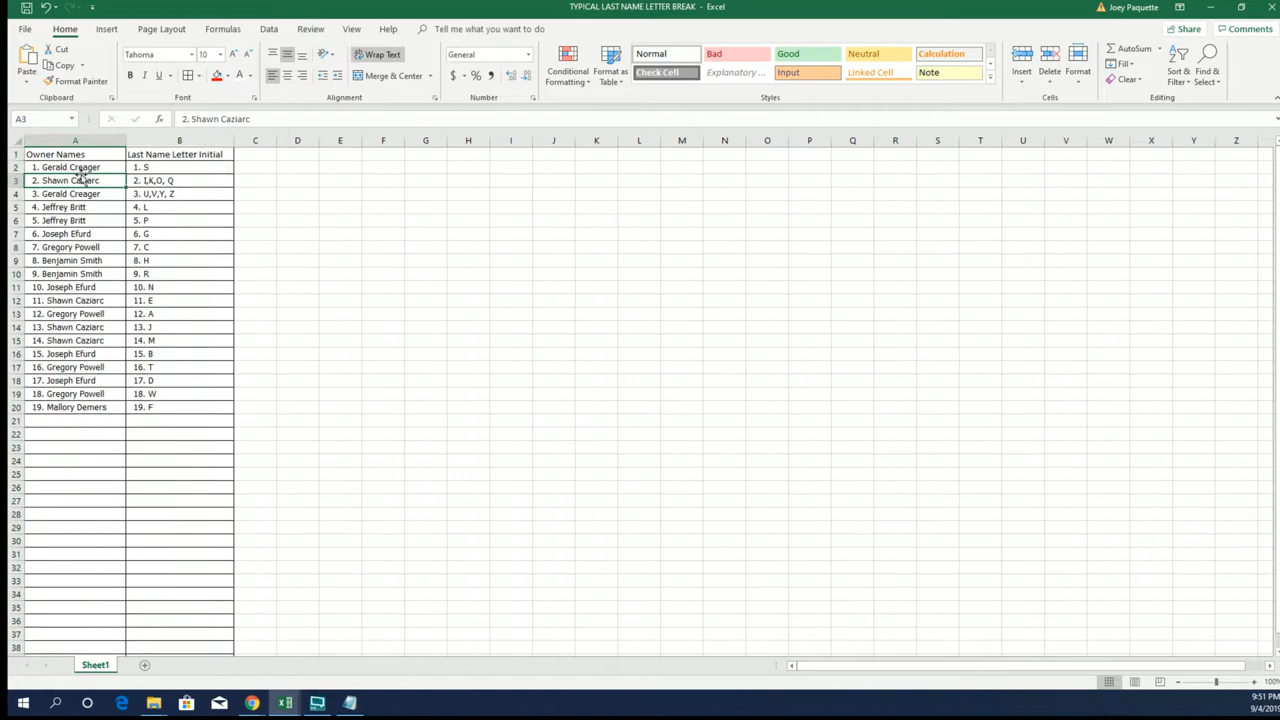 TYPICAL LAST NAME LETTER BREAK - Excel
Joey Paquette
File Home Insert Page Layout Formulas Data Review View Help Tell me what you want to do Share Comments
Paste Cut Copy Format Painter Clipboard
Tahoma 10 Font
Wrap Text Merge & Center Alignment
General Number
Conditional Formatting Format as Table
Normal Bad Good Neutral Calculation
Check Cell Explanatory ... Input Linked Cell Note
Styles
Insert Delete Format Cells
AutoSum Fill Clear Sort & Filter Find & Select Editing
A3 2. Shawn Caziarc
A B C D E F G H I J K L M N O P Q R S T U V W X Y Z
1 Owner Names Last Name Letter Initial
2 1. Gerald Creager 1. S
3 2. Shawn Caziarc 2. I,K,O, Q
4 3. Gerald Creager 3. U,V,Y, Z
5 4. Jeffrey Britt 4. L
6 5. Jeffrey Britt 5. P
7 6. Joseph Efurd 6. G
8 7. Gregory Powell 7. C
9 8. Benjamin Smith 8. H
10 9. Benjamin Smith 9. R
11 10. Joseph Efurd 10. N
12 11. Shawn Caziarc 11. E
13 12. Gregory Powell 12. A
14 13. Shawn Caziarc 13. J
15 14. Shawn Caziarc 14. M
16 15. Joseph Efurd 15. B
17 16. Gregory Powell 16. T
18 17. Joseph Efurd 17. D
19 18. Gregory Powell 18. W
20 19. Mallory Demers 19. F
21
22
23
24
25
26
27
28
29
30
31
32
33
34
35
36
37
38
Sheet1
100%
9:51 PM
9/4/2019